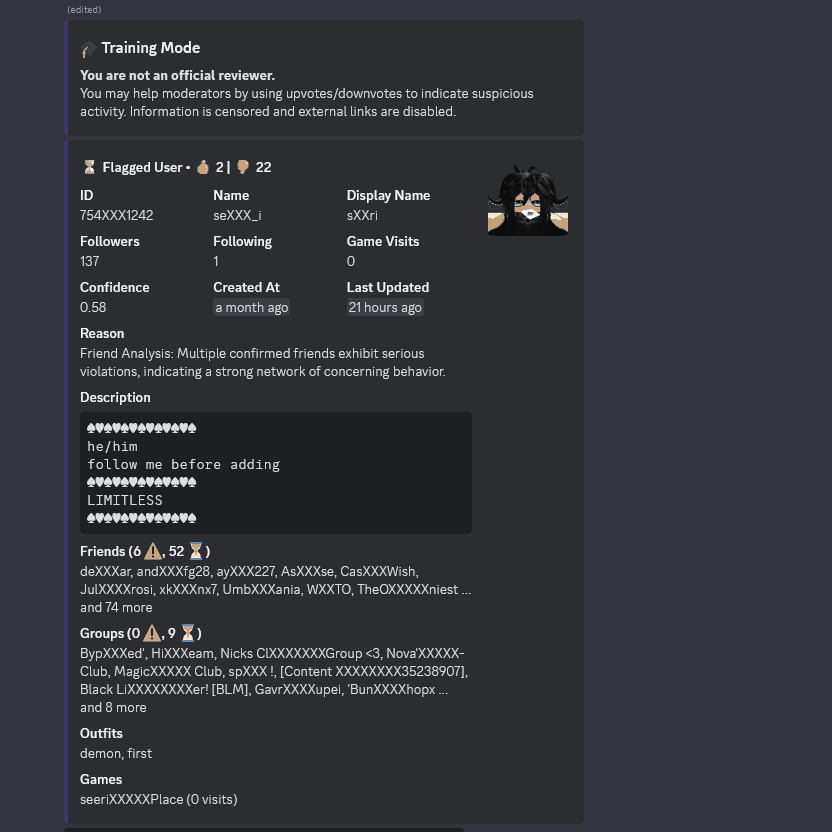 (edited)
Training Mode
You are not an official reviewer.
You may help moderators by using upvotes/downvotes to indicate suspicious
activity. Information is censored and external links are disabled.
Flagged User • 👍 2 | 👎 22
ID Name Display Name
754XXX1242 seXXX_i sXXri
Followers Following Game Visits
137 1 0
Confidence Created At Last Updated
0.58 a month ago 21 hours ago
Reason
Friend Analysis: Multiple confirmed friends exhibit serious
violations, indicating a strong network of concerning behavior.
Description
♠♥♠♥♠♥♠♥♠♥♠♥♠
he/him
follow me before adding
♠♥♠♥♠♥♠♥♠♥♠♥♠
LIMITLESS
♠♥♠♥♠♥♠♥♠♥♠♥♠
Friends (6 ⚠️, 52 ⏳)
deXXXar, andXXXfg28, ayXXX227, AsXXXse, CasXXXWish,
JulXXXXrosi, xkXXXnx7, UmbXXXania, WXXTO, TheOXXXXXniest ...
and 74 more
Groups (0 ⚠️, 9 ⏳)
BypXXXed', HiXXXeam, Nicks ClXXXXXXXGroup <3, Nova'XXXXX-
Club, MagicXXXXX Club, spXXX !, [Content XXXXXXXX35238907],
Black LiXXXXXXXXer! [BLM], GavrXXXXupei, 'BunXXXXhopx ...
and 8 more
Outfits
demon, first
Games
seeriXXXXXPlace (0 visits)